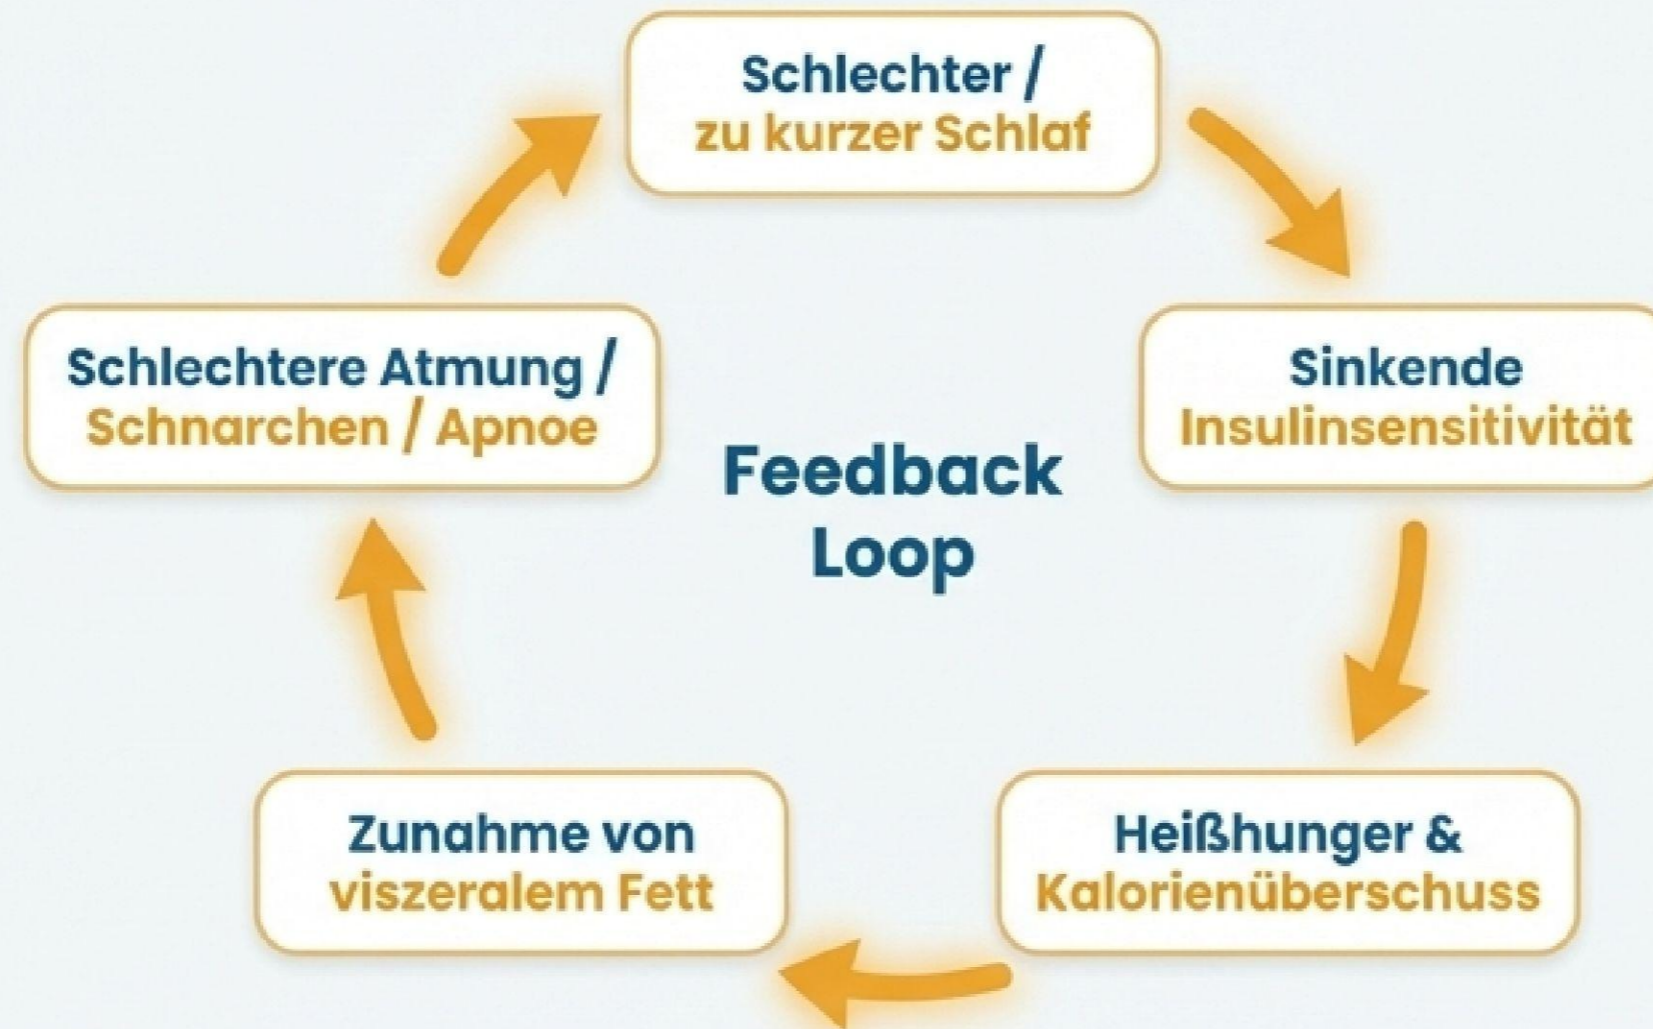 Schlechter /
zu kurzer Schlaf
Schlechtere Atmung /
Schnarchen / Apnoe
Sinkende
Insulinsensitivität
Feedback
Loop
Zunahme von
viszeralem Fett
Heißhunger &
Kalorienüberschuss